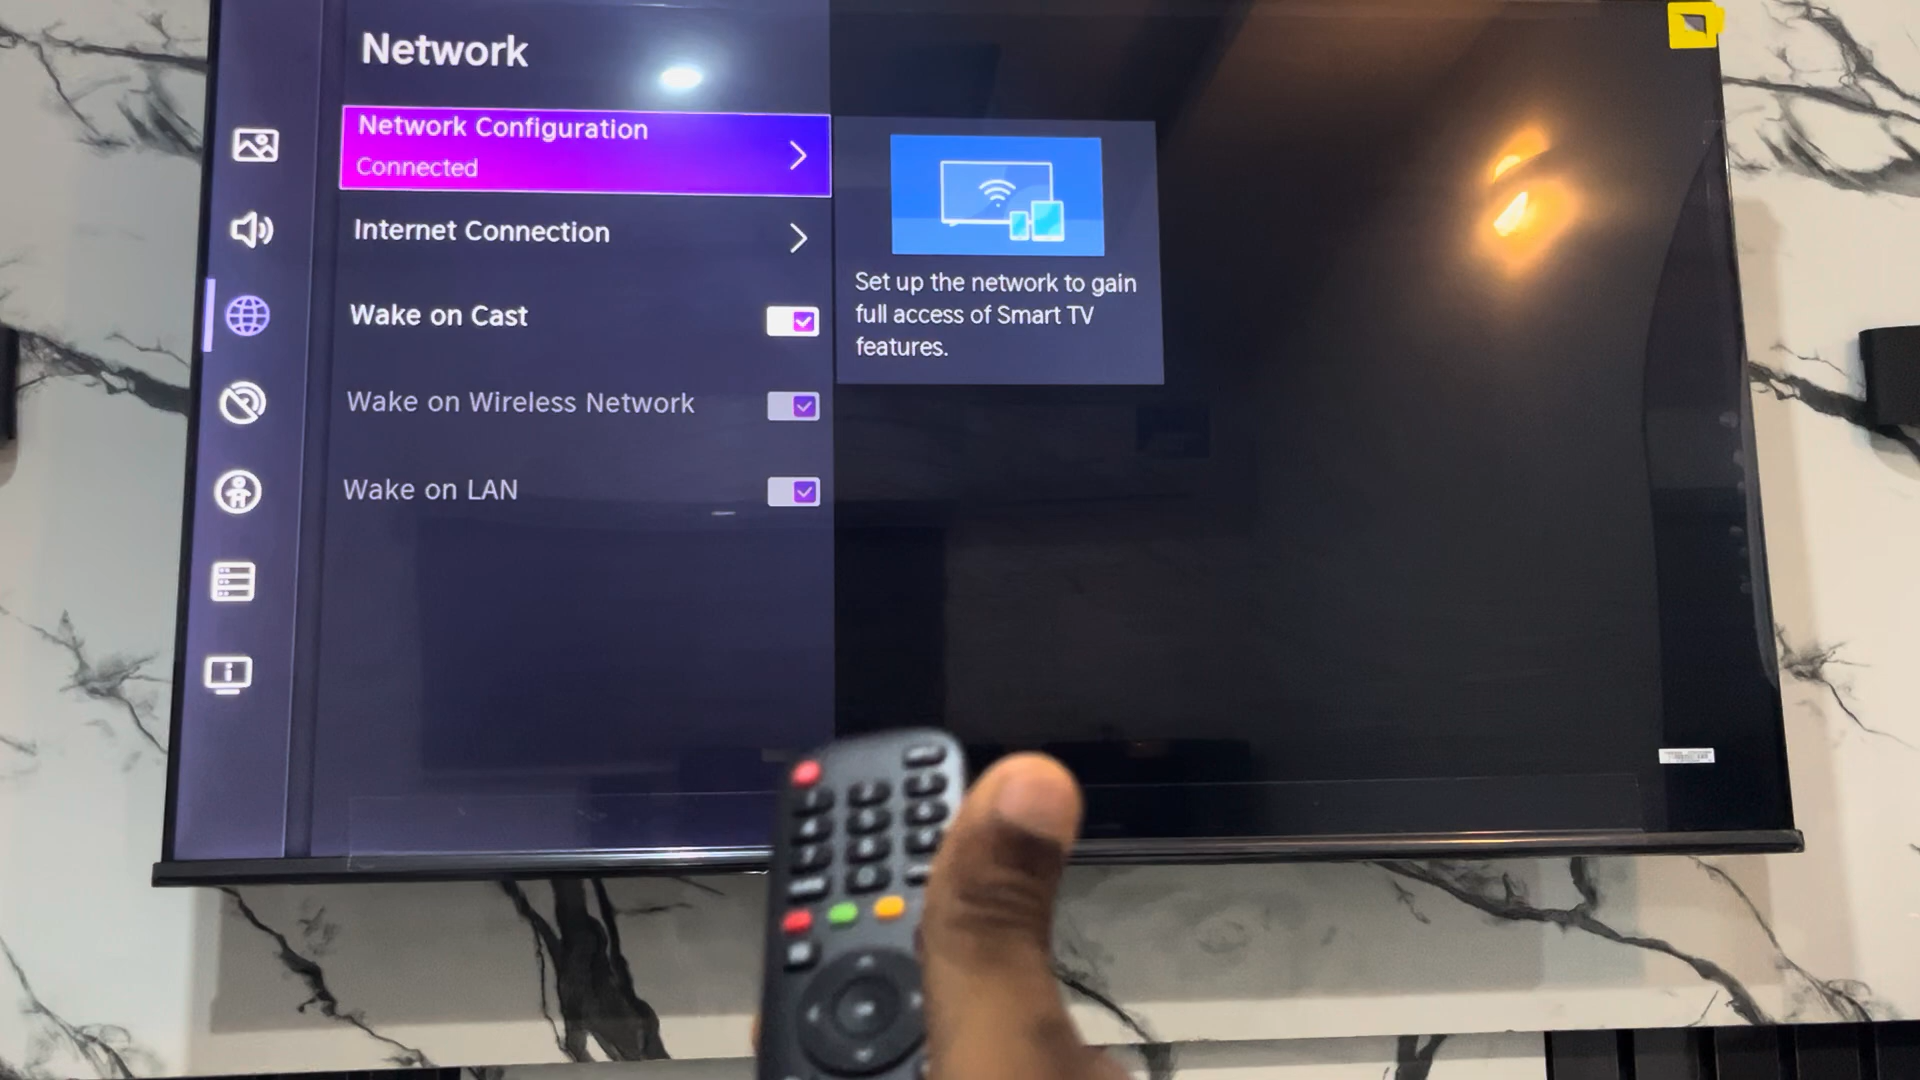 Network
Network Configuration
Connected
Internet Connection
Wake on Cast
Wake on Wireless Network
Wake on LAN
Set up the network to gain
full access of Smart TV
features.